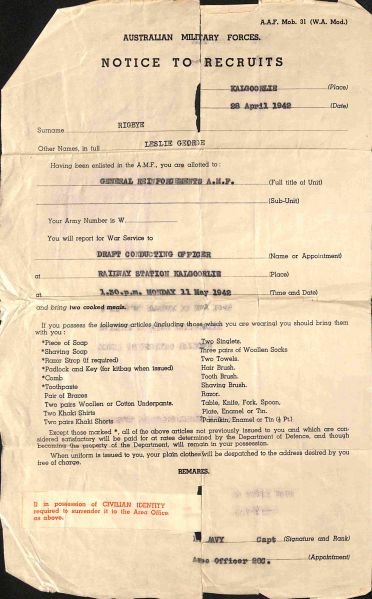 A.A.F. Mob. 31 (W.A. Mod.)
AUSTRALIAN MILITARY FORCES.
NOTICE TO RECRUITS
KALGOORLIE (Place)
28 April 1942 (Date)
Surname RIGBYE
Other Names, in full LESLIE GEORGE
Having been enlisted in the A.M.F., you are allotted to:
GENERAL REINFORCEMENTS A.M.F. (Full title of Unit)
(Sub-Unit)
Your Army Number is W
You will report for War Service to
DRAFT CONDUCTING OFFICER (Name or Appointment)
at RAILWAY STATION KALGOORLIE (Place)
at 1.30.p.m. MONDAY 11 May 1942 (Time and Date)
and bring two cooked meals.
If you possess the following articles (including those which you are wearing) you should bring them
with you:
*Piece of Soap
*Shaving Soap
*Razor Strop (if required)
*Padlock and Key (for kitbag when issued)
*Comb
*Toothpaste
Pair of Braces
Two pairs Woollen or Cotton Underpants.
Two Khaki Shirts
Two pairs Khaki Shorts
Two Singlets.
Three pairs of Woollen Socks
Two Towels.
Hair Brush.
Tooth Brush.
Shaving Brush.
Razor.
Table, Knife, Fork, Spoon.
Plate, Enamel or Tin.
Pannikin, Enamel or Tin (½ Pt.)
Except those marked *, all of the above articles not previously issued to you and which are con-
sidered satisfactory will be paid for at rates determined by the Department of Defence, and though
becoming the property of the Department, will remain in your possession.
When uniform is issued to you, your plain clothes will be despatched to the address desired by you
free of charge.
REMARKS.
If in possession of CIVILIAN IDENTITY
required to surrender it to the Area Office
as above.
Capt (Signature and Rank)
Area Officer (Appointment)